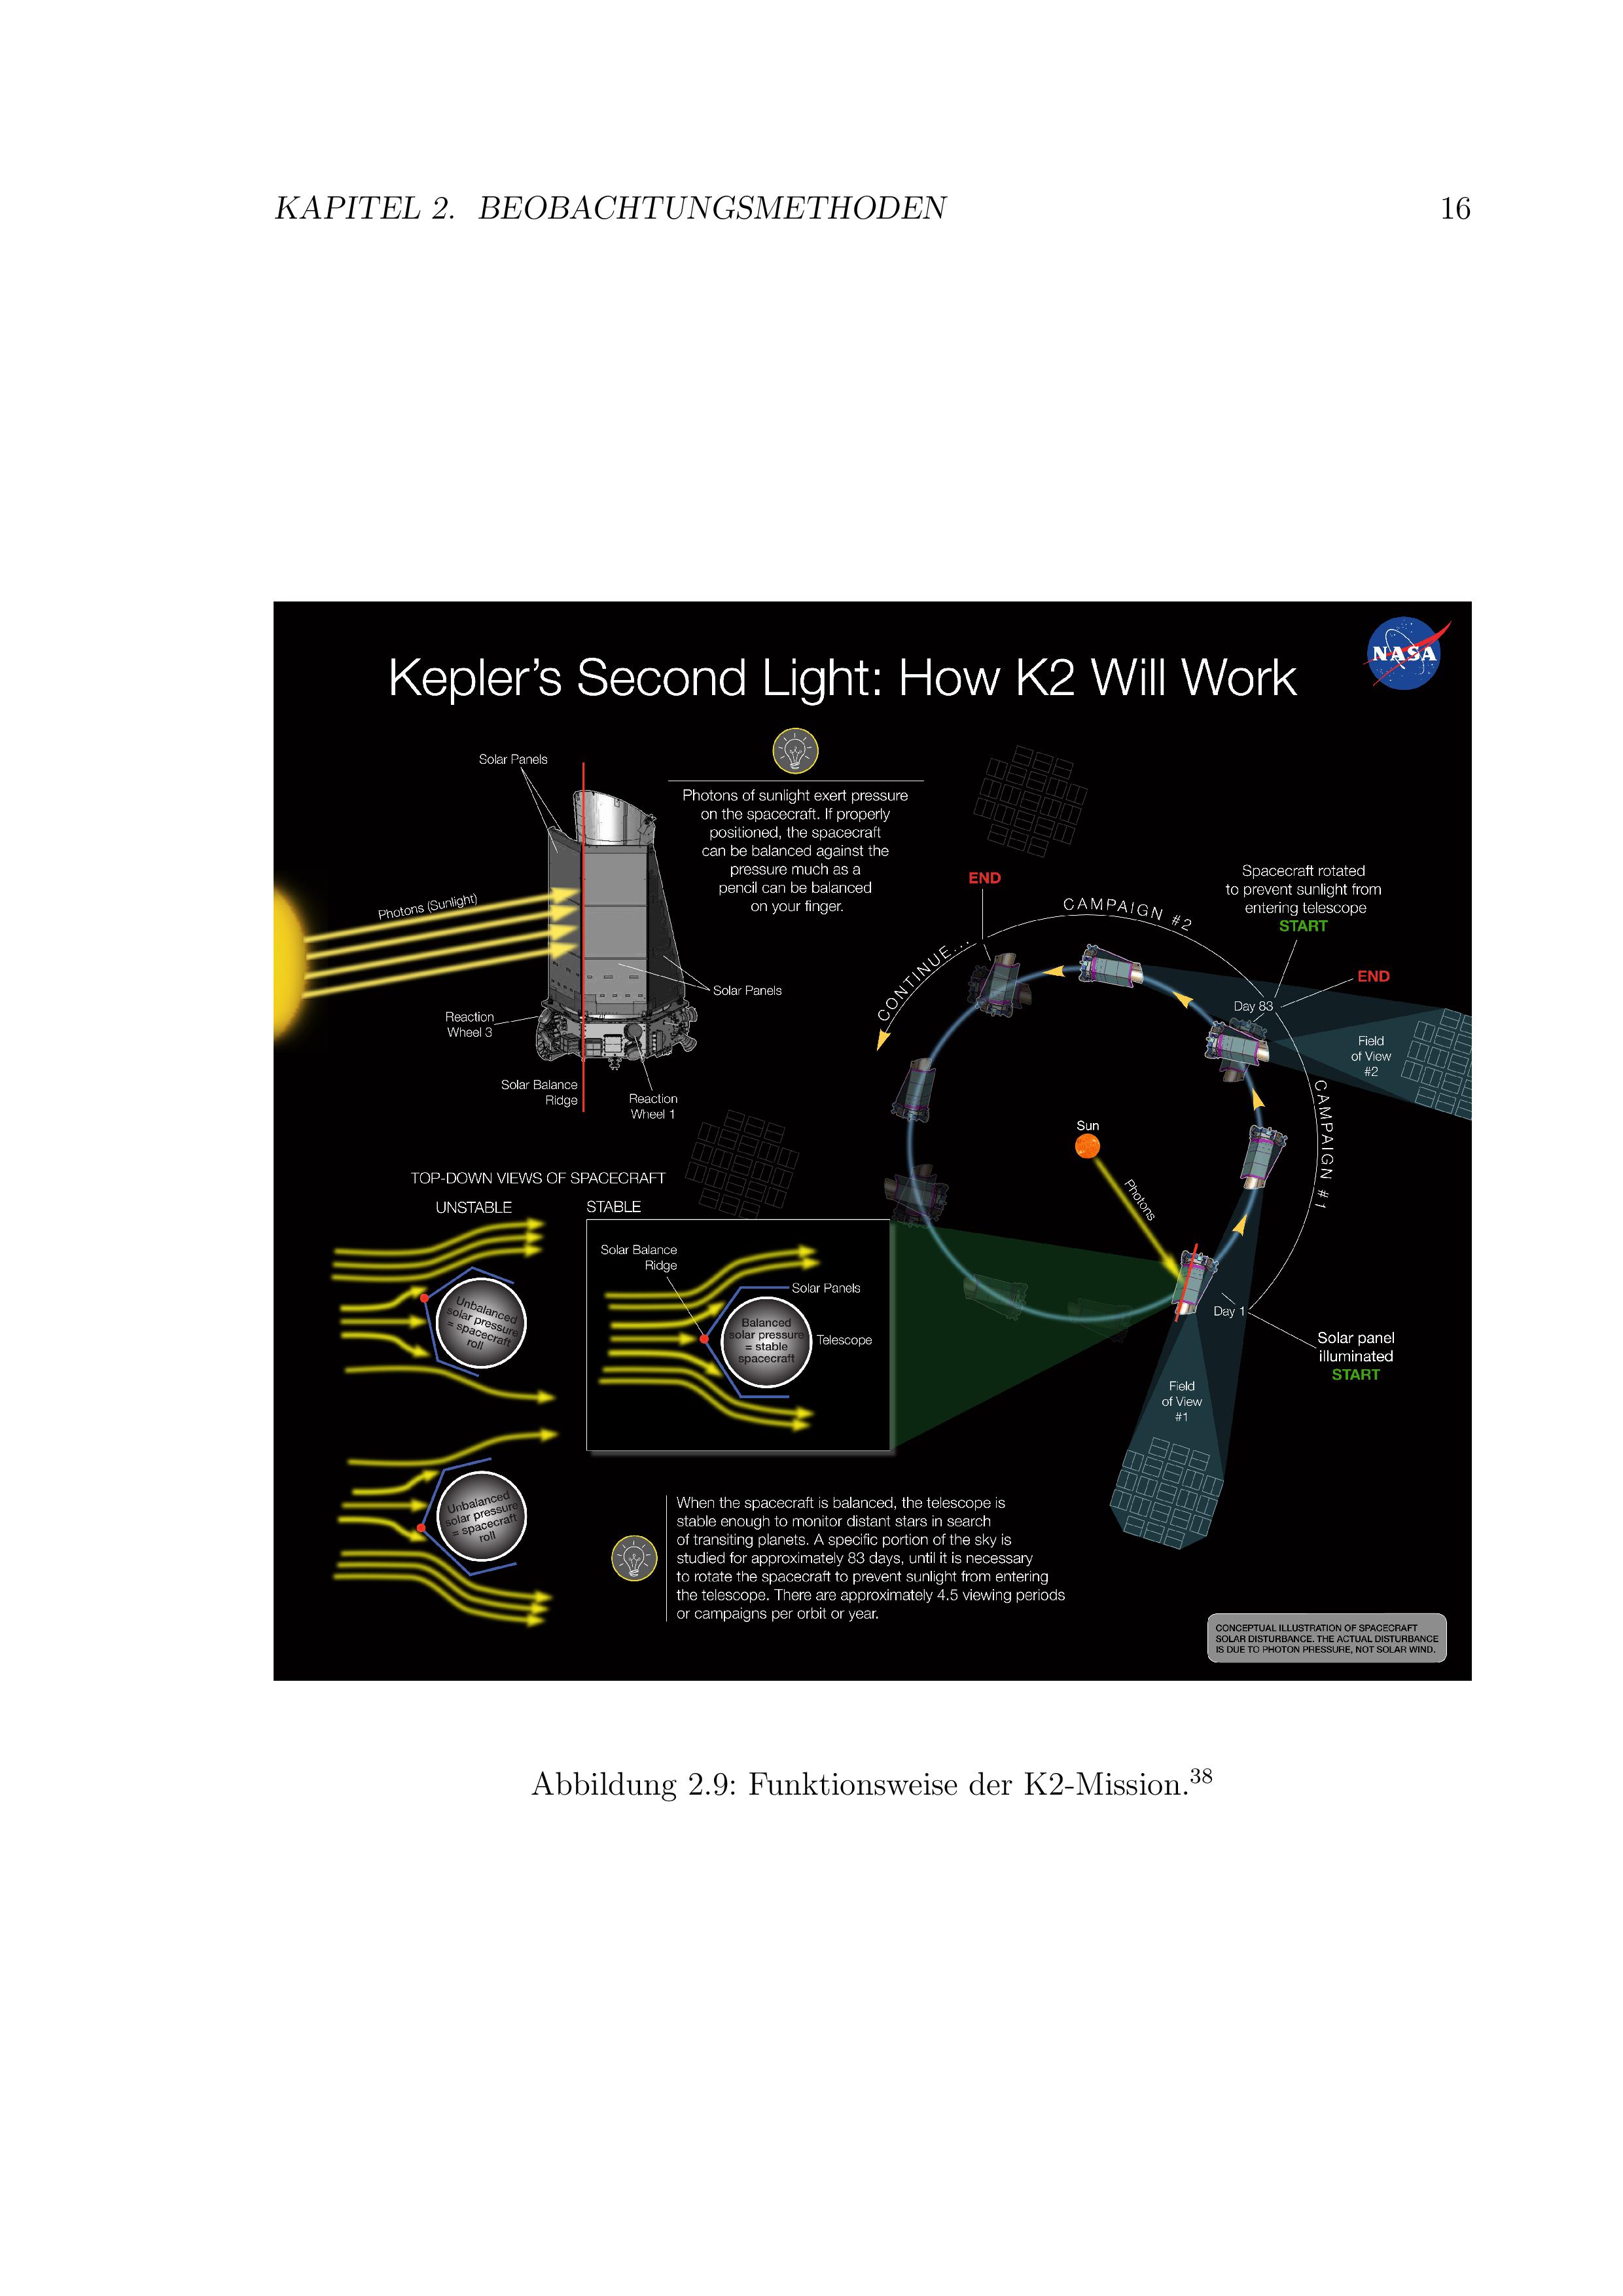 KAPITEL 2. BEOBACHTUNGSMETHODEN 16
NASA
Kepler's Second Light: How K2 Will Work
Solar Panels
Photons of sunlight exert pressure
on the spacecraft. If properly
positioned, the spacecraft
can be balanced against the
pressure much as a
pencil can be balanced
on your finger.
Photons (Sunlight)
Solar Panels
Reaction
Wheel 3
Solar Balance
Ridge
Reaction
Wheel 1
END
CAMPAIGN #2
CONTINUE...
Spacecraft rotated
to prevent sunlight from
entering telescope
START
END
Day 83
Field
of View
#2
CAMPAIGN #1
Sun
Photons
Day 1
Solar panel
illuminated
START
Field
of View
#1
TOP-DOWN VIEWS OF SPACECRAFT
UNSTABLE
STABLE
Unbalanced
solar pressure
= spacecraft
roll
Solar Balance
Ridge
Solar Panels
Balanced
solar pressure
= stable
spacecraft
Telescope
Unbalanced
solar pressure
= spacecraft
roll
When the spacecraft is balanced, the telescope is
stable enough to monitor distant stars in search
of transiting planets. A specific portion of the sky is
studied for approximately 83 days, until it is necessary
to rotate the spacecraft to prevent sunlight from entering
the telescope. There are approximately 4.5 viewing periods
or campaigns per orbit or year.
CONCEPTUAL ILLUSTRATION OF SPACECRAFT
SOLAR DISTURBANCE. THE ACTUAL DISTURBANCE
IS DUE TO PHOTON PRESSURE, NOT SOLAR WIND.
Abbildung 2.9: Funktionsweise der K2-Mission.38